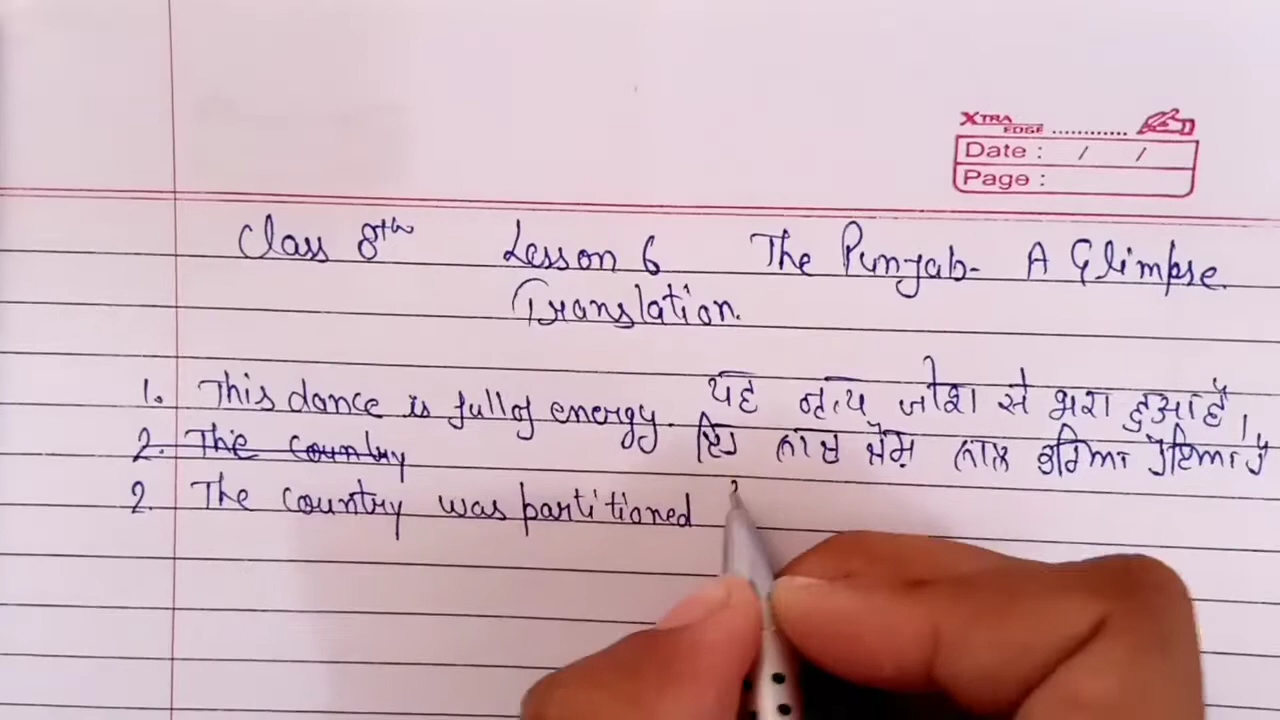 XTRA EDGE ............
Date : / /
Page :
Class 8th Lesson 6 The Punjab- A Glimpse
Translation.
1. This dance is full of energy. यह नृत्य जोश से भरा हुआ है।
2. The country
ਇਹ ਨਾਚ ਜੋਸ਼ ਨਾਲ ਭਰਿਆ ਹੋਇਆ ਹੈ
2. The country was partitioned